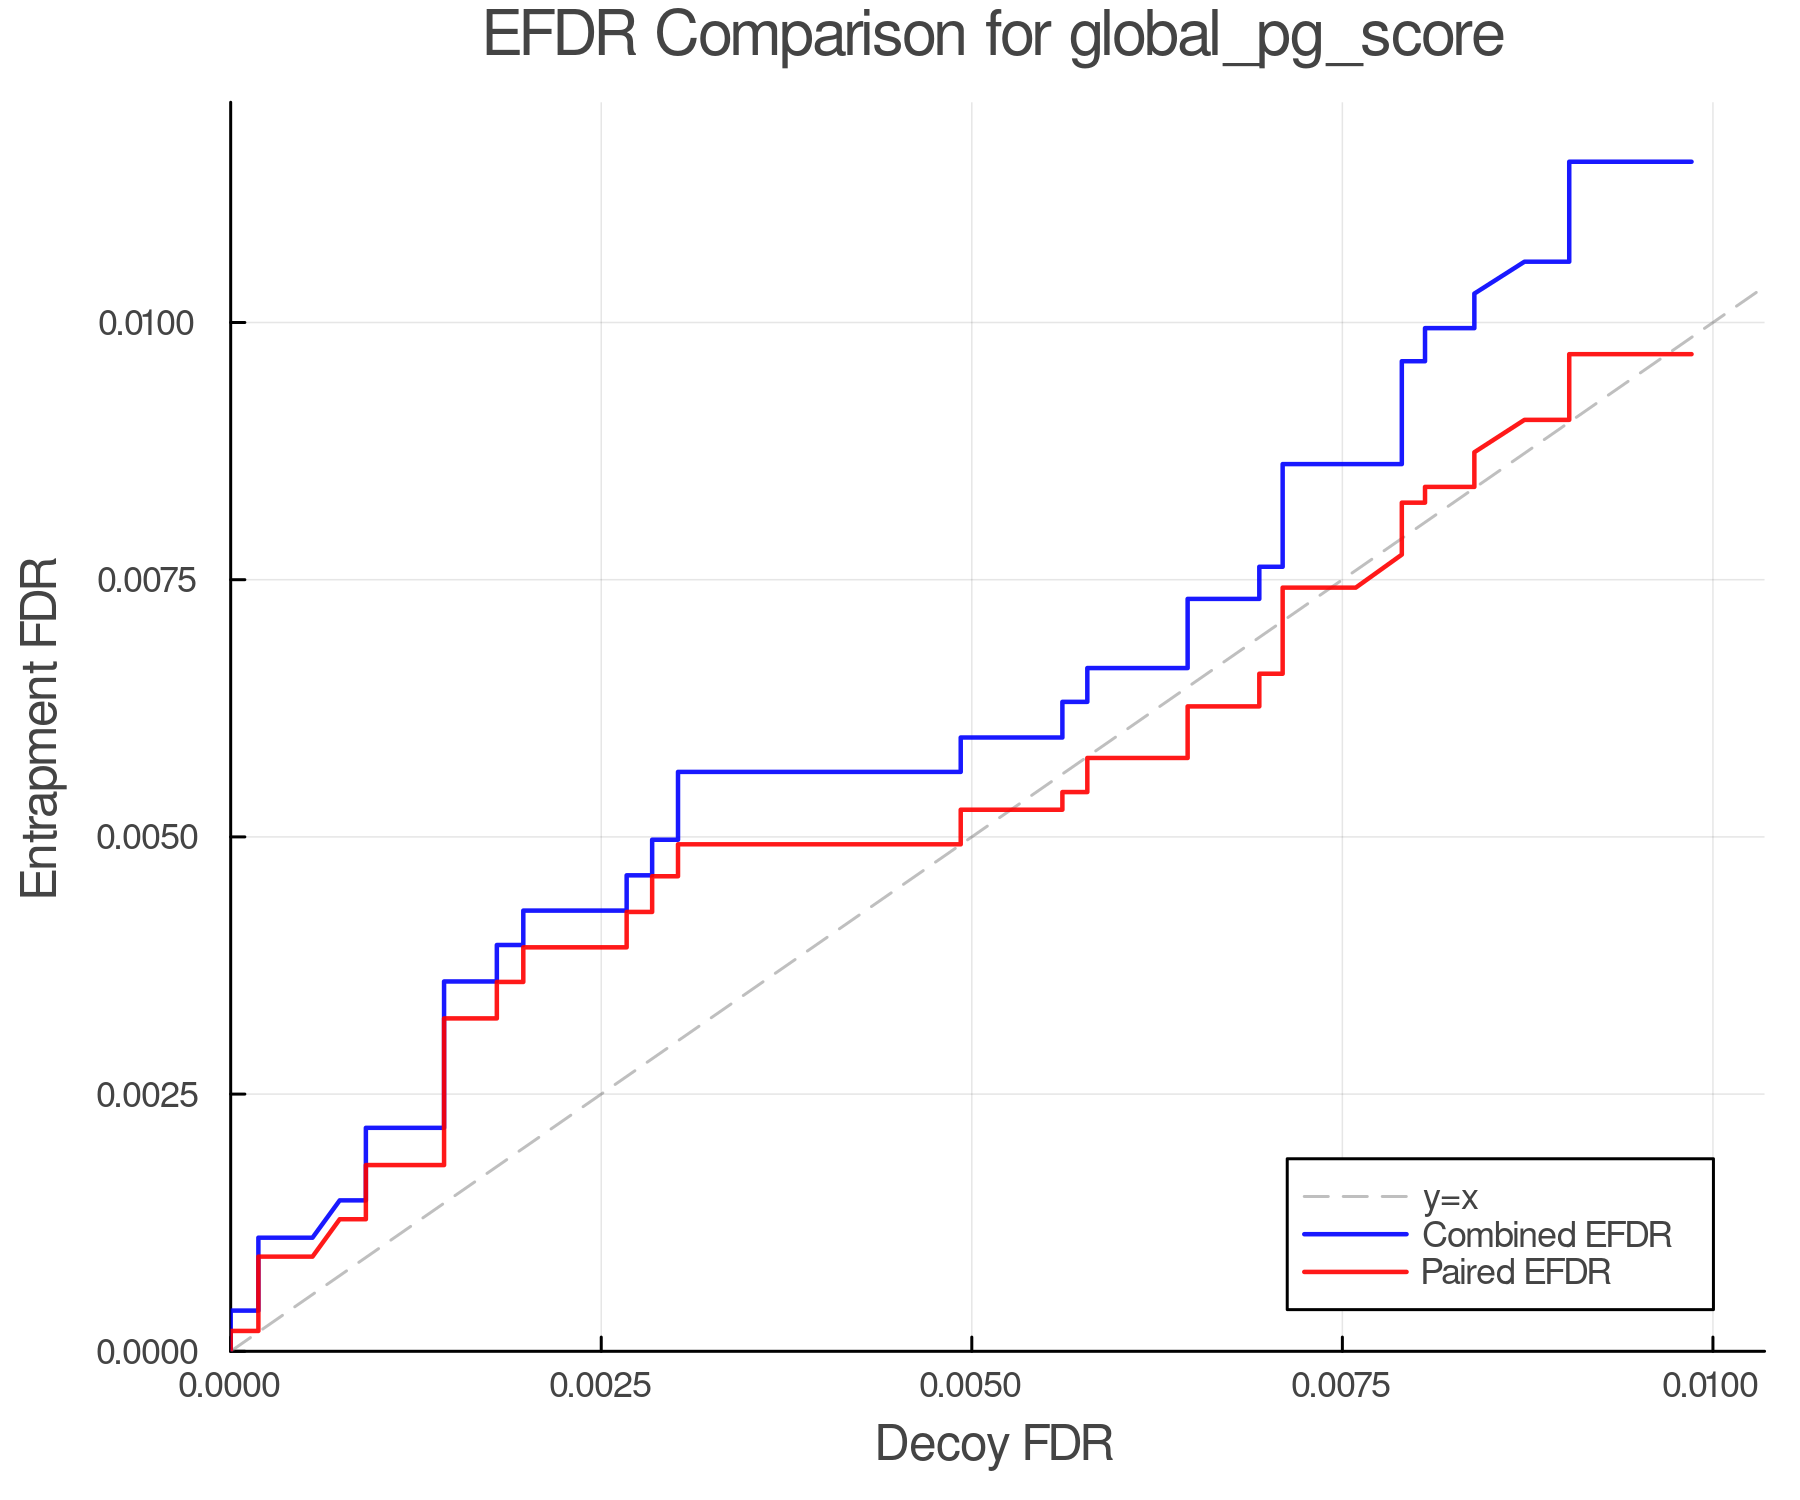 EFDR Comparison for global_pg_score
Entrapment FDR
0.0100
0.0075
0.0050
0.0025
0.0000
0.0000
0.0025
0.0050
0.0075
0.0100
Decoy FDR
y=x
Combined EFDR
Paired EFDR